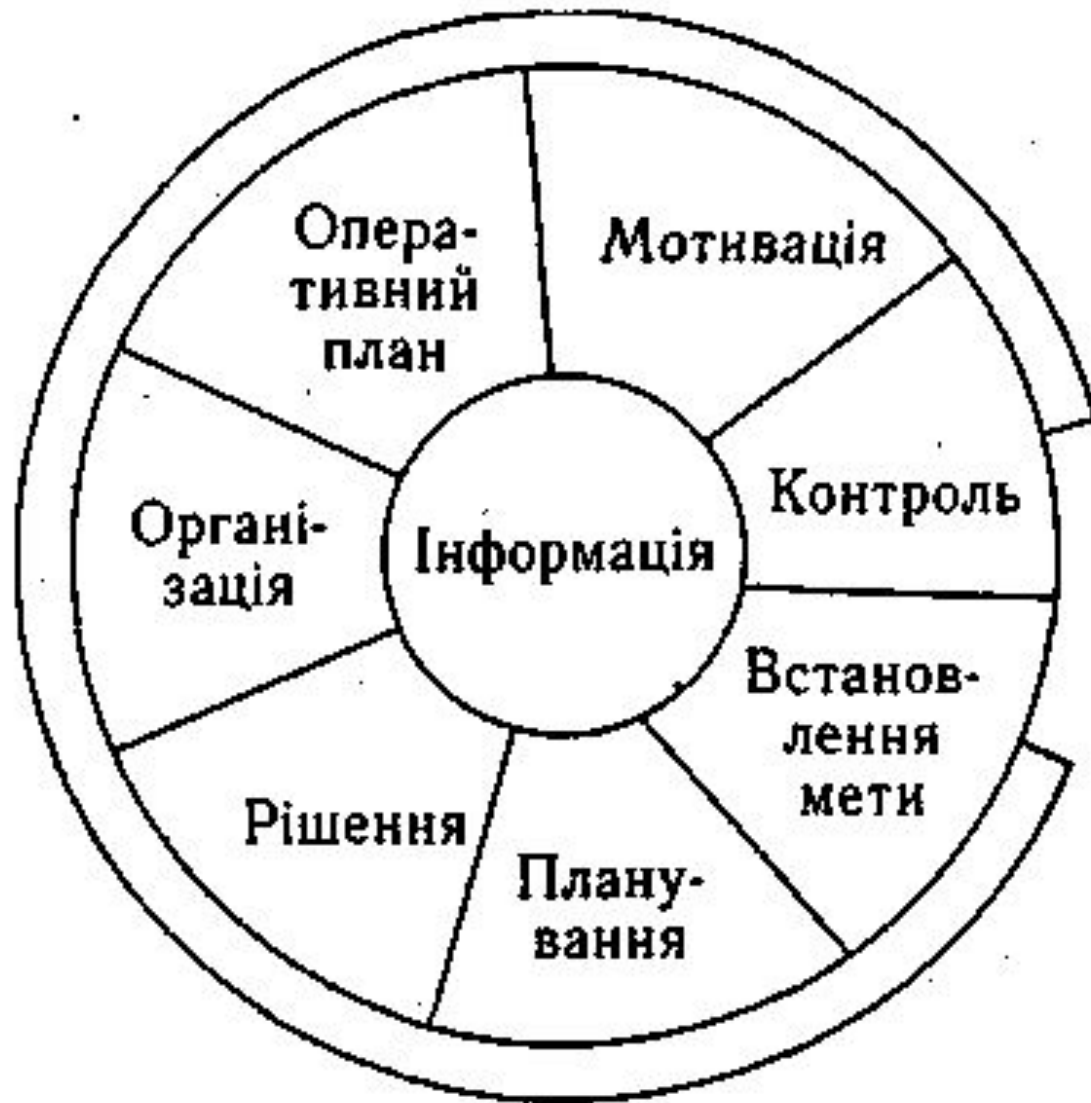 Опера-
тивний
план
Мотивація
Контроль
Встанов-
лення
мети
Плану-
вання
Рішення
Органі-
зація
Інформація